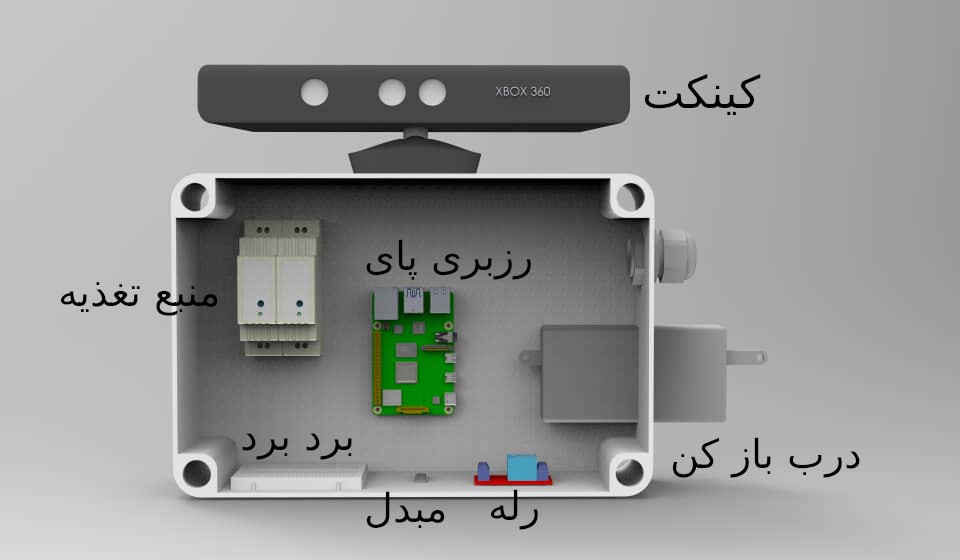 XBOX 360
کینکت
رزبری پای
منبع تغذیه
برد برد
درب باز کن
مبدل
رله